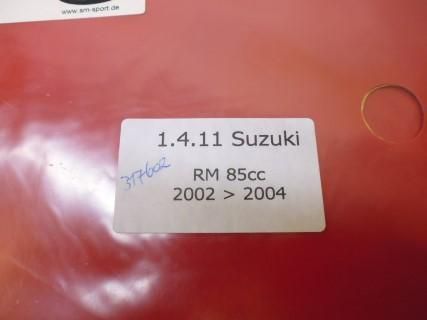 www.sm-sport.de
1.4.11 Suzuki
317602
RM 85cc
2002 > 2004